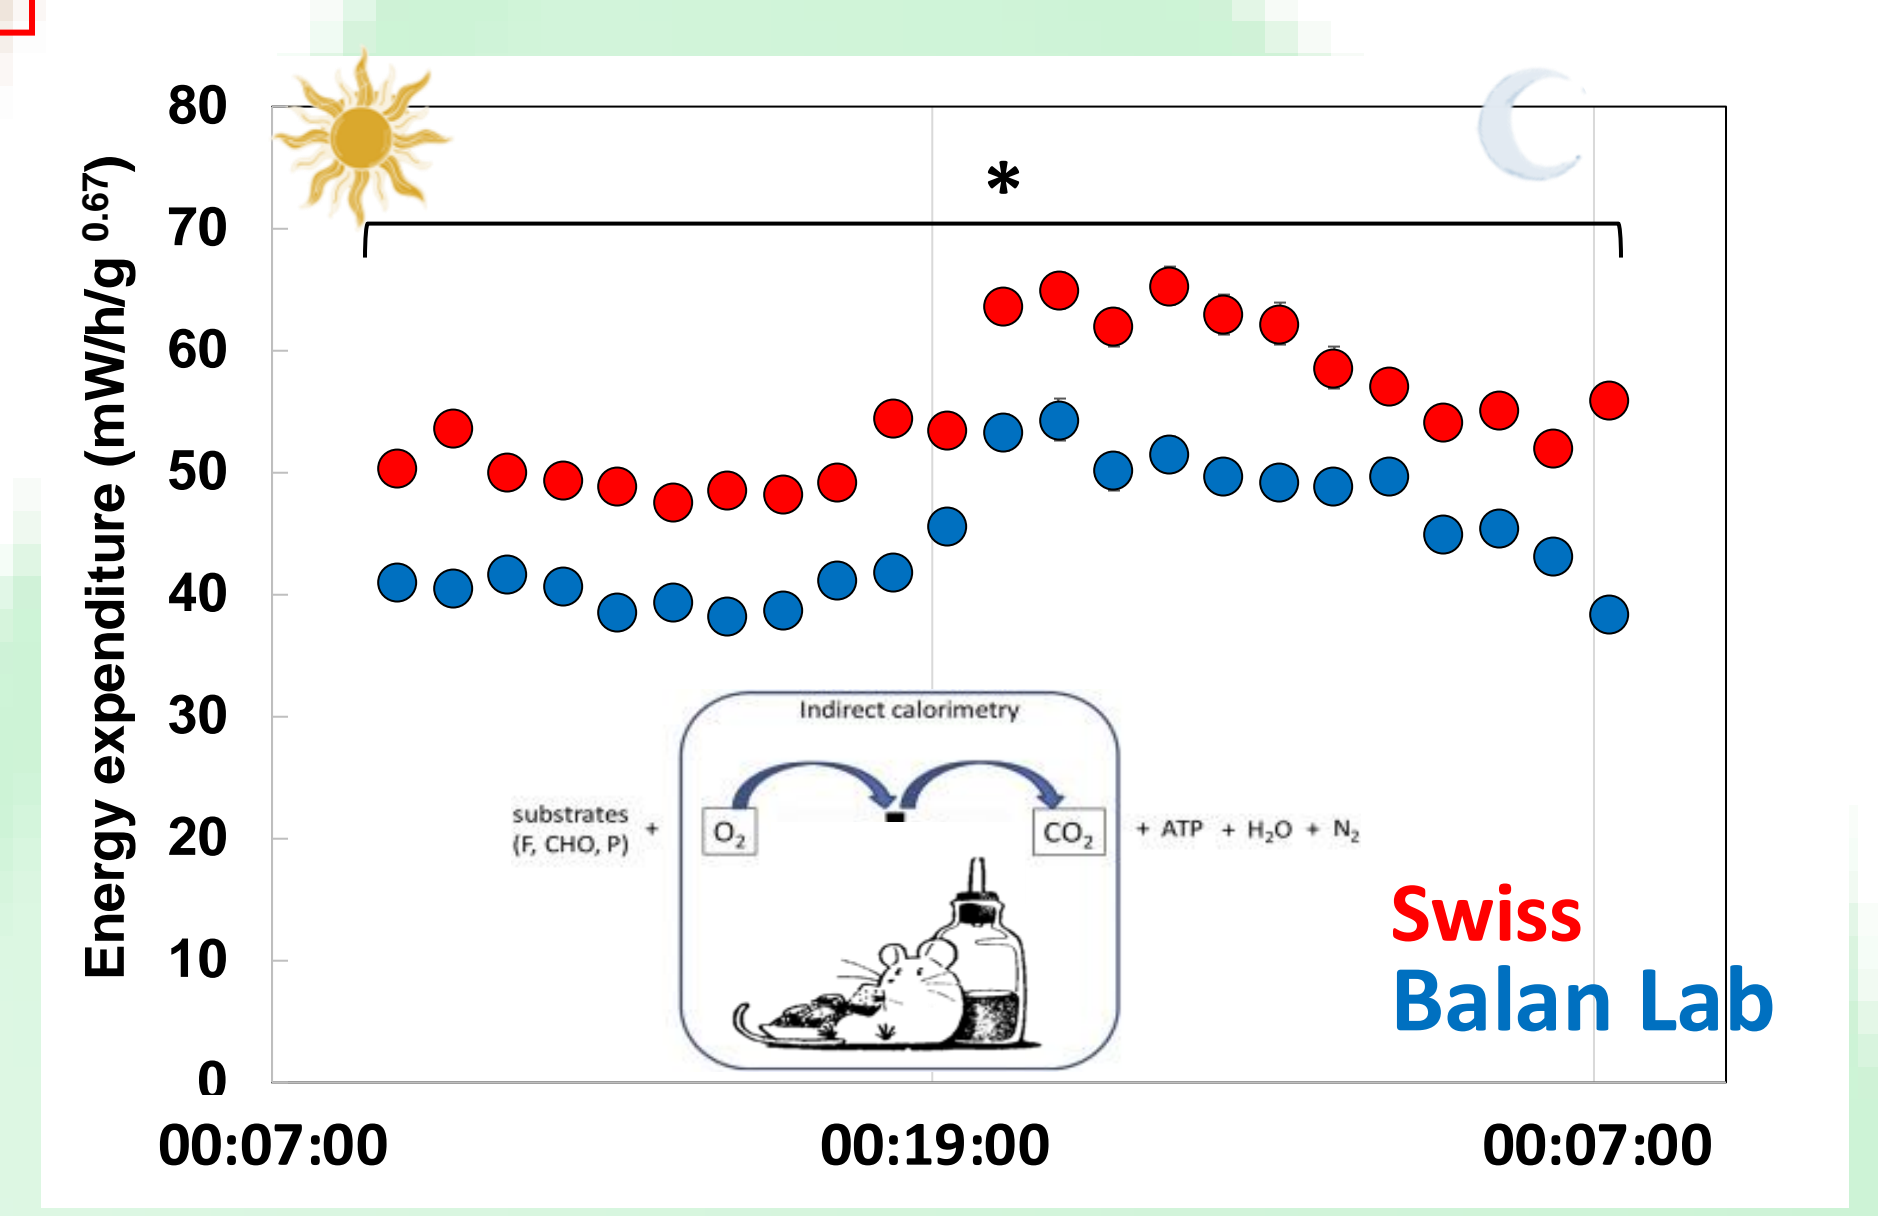 80
*
70
60
50
40
30
20
10
0
Energy expenditure (mW/h/g 0.67)
Indirect calorimetry
substrates
(F, CHO, P)
+
O2
CO2
+ ATP + H2O + N2
Swiss
Balan Lab
00:07:00
00:19:00
00:07:00